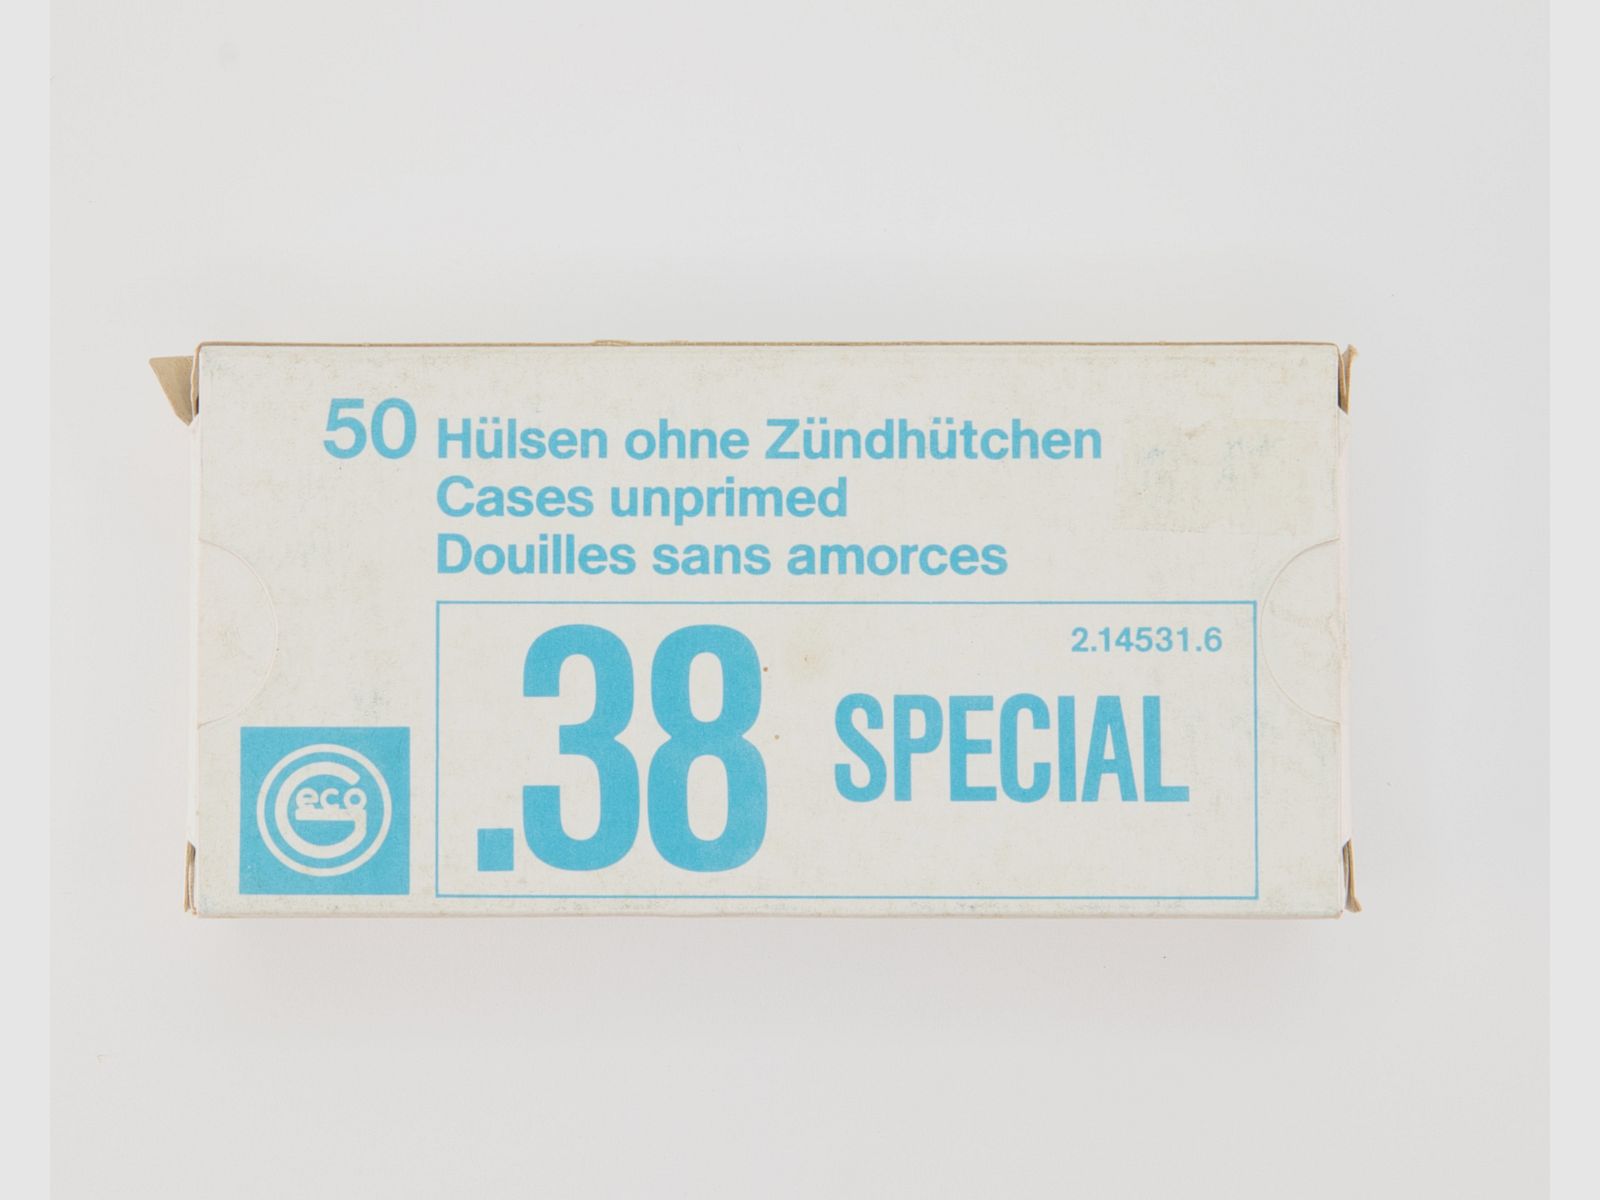 50 Hülsen ohne Zündhütchen
Cases unprimed
Douilles sans amorces
2.14531.6
.38 SPECIAL
Geco